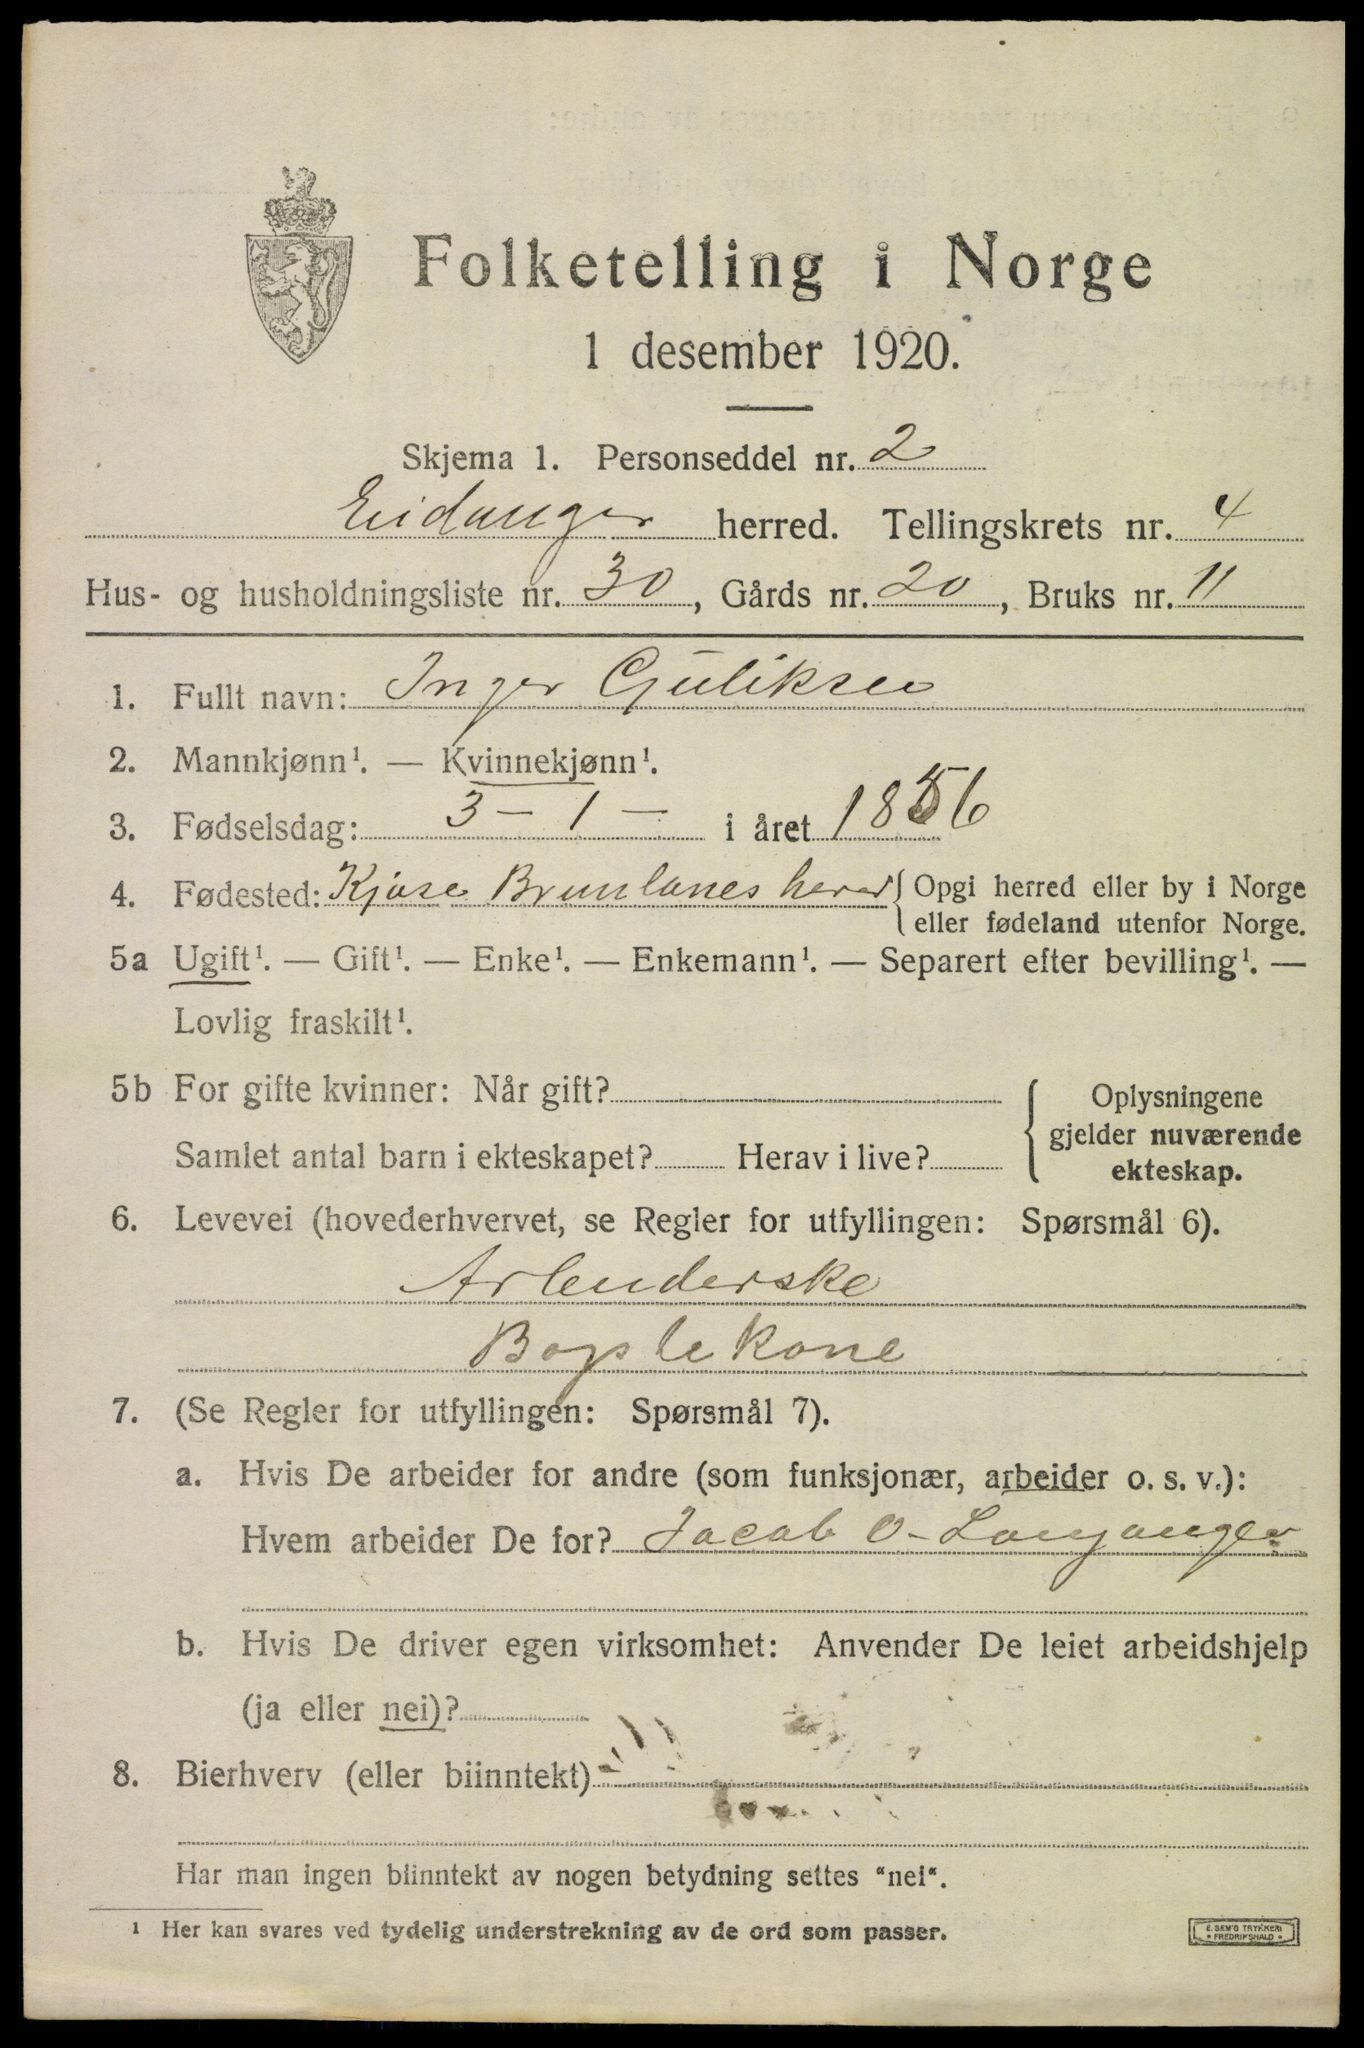 Folketelling i Norge
1 desember 1920.
Skjema 1. Personseddel nr. 2
Eidanger herred. Tellingskrets nr. 4
Hus- og husholdningsliste nr. 30, Gårds nr. 20, Bruks nr. 11
1. Fullt navn: Inger Guliksen
2. Mannkjønn¹. — Kvinnekjønn¹.
3. Fødselsdag: 3 - 1 - i året 1856
4. Fødested: Kjose Brunlanes herred { Opgi herred eller by i Norge
eller fødeland utenfor Norge.
5a Ugift¹. — Gift¹. — Enke¹. — Enkemann¹. — Separert efter bevilling¹. —
Lovlig fraskilt¹.
5b For gifte kvinner: Når gift?
Samlet antal barn i ekteskapet? Herav i live?
Oplysningene
gjelder nuværende
ekteskap.
6. Levevei (hovederhvervet, se Regler for utfyllingen: Spørsmål 6).
7. (Se Regler for utfyllingen: Spørsmål 7).
a. Hvis De arbeider for andre (som funksjonær, arbeider o. s. v.):
Hvem arbeider De for? Jacob O. Langangen
b. Hvis De driver egen virksomhet: Anvender De leiet arbeidshjelp
(ja eller nei)?
8. Bierhverv (eller biinntekt)
Har man ingen biinntekt av nogen betydning settes "nei".
¹ Her kan svares ved tydelig understrekning av de ord som passer.
E. SEM'S TRYKKERI
FREDRIKSHALD